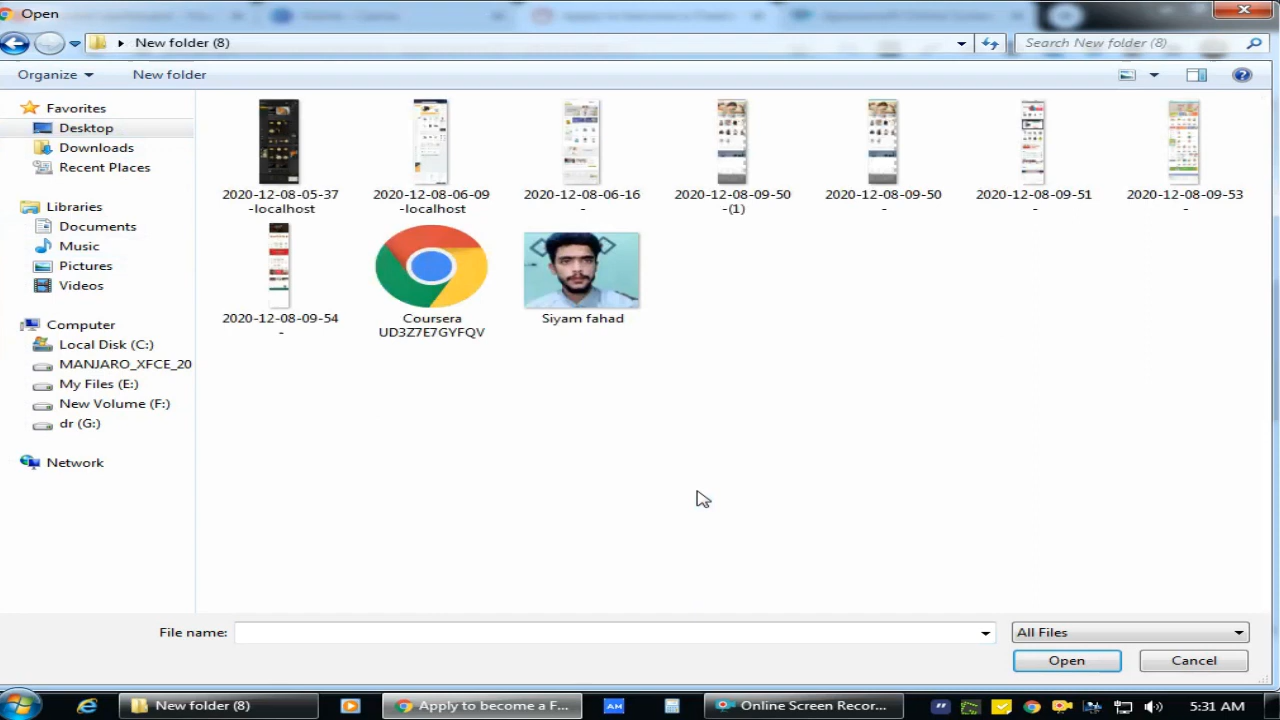 Open
New folder (8)
Search New folder (8)
Organize
New folder
Favorites
Desktop
Downloads
Recent Places
Libraries
Documents
Music
Pictures
Videos
Computer
Local Disk (C:)
MANJARO_XFCE_20
My Files (E:)
New Volume (F:)
dr (G:)
Network
2020-12-08-05-37
-localhost
2020-12-08-06-09
-localhost
2020-12-08-06-16
-
2020-12-08-09-50
-(1)
2020-12-08-09-50
-
2020-12-08-09-51
-
2020-12-08-09-53
-
2020-12-08-09-54
-
Coursera
UD3Z7E7GYFQV
Siyam fahad
File name:
All Files
Open
Cancel
New folder (8)
Apply to become a F...
AM
Online Screen Recor...
5:31 AM